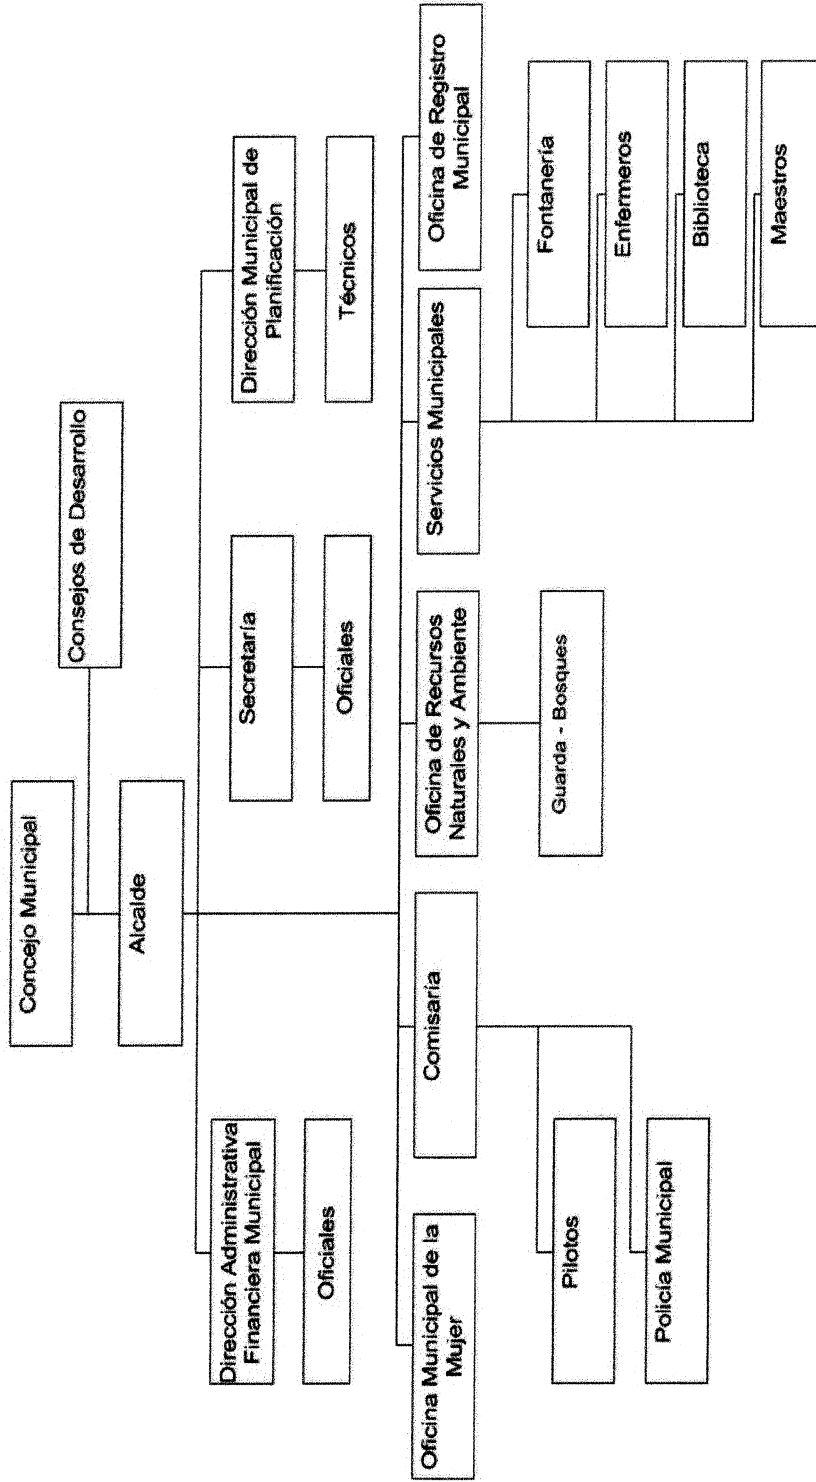 Concejo Municipal
Consejos de Desarrollo
Alcalde
Dirección Administrativa
Financiera Municipal
Secretaría
Dirección Municipal de
Planificación
Oficiales
Oficiales
Técnicos
Oficina Municipal de la
Mujer
Comisaría
Oficina de Recursos
Naturales y Ambiente
Servicios Municipales
Oficina de Registro
Municipal
Pilotos
Policía Municipal
Guarda - Bosques
Fontanería
Enfermeros
Biblioteca
Maestros